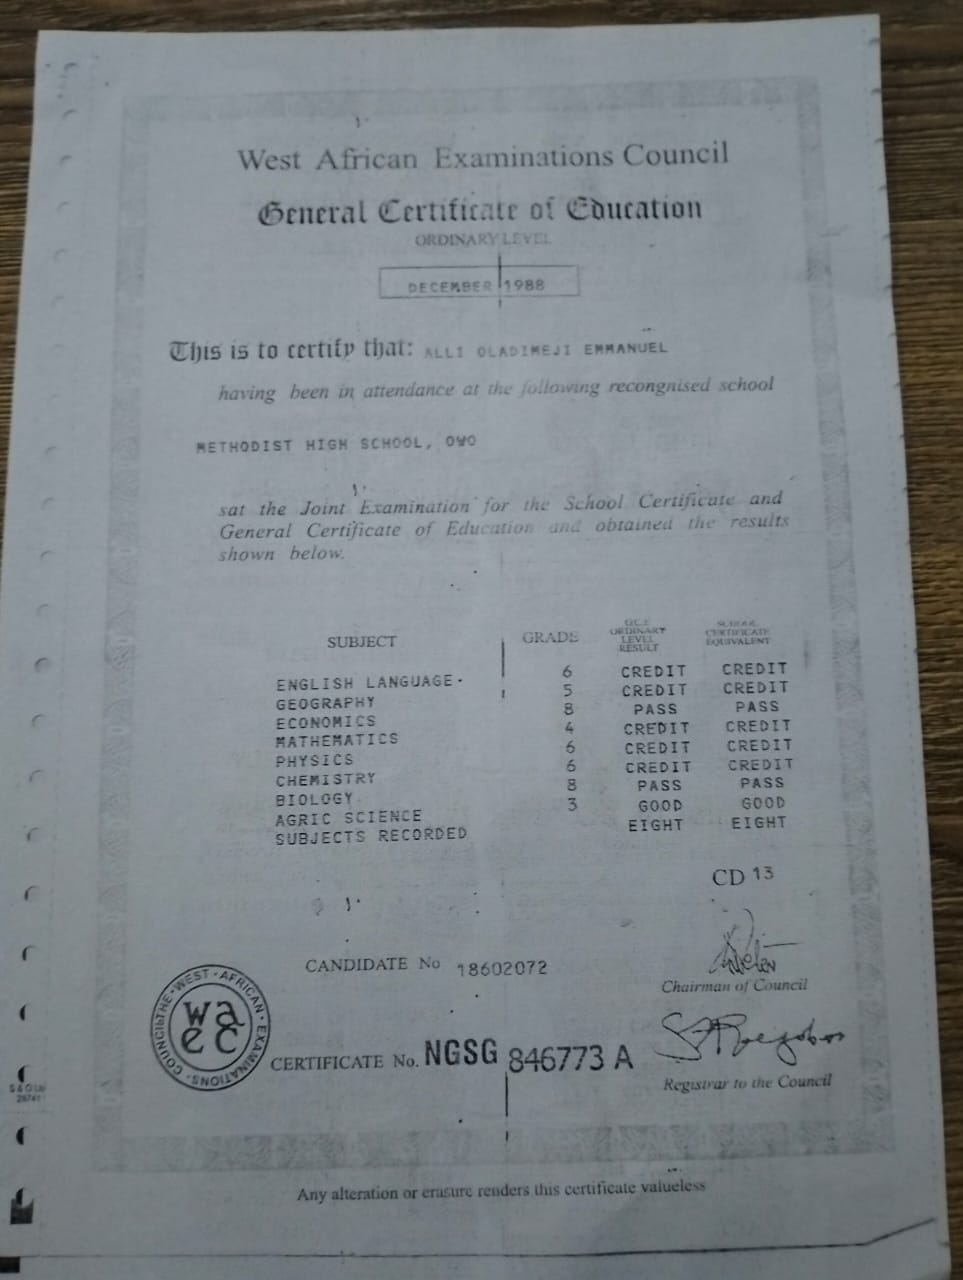 West African Examinations Council
General Certificate of Education
ORDINARY LEVEL
DECEMBER 1988
This is to certify that: ALLI OLADIMEJI EMMANUEL
having been in attendance at the following recongnised school
METHODIST HIGH SCHOOL, OWO
sat the Joint Examination for the School Certificate and
General Certificate of Education and obtained the results
shown below.
SUBJECT GRADE G.C.E ORDINARY LEVEL RESULT SCHOOL CERTIFICATE EQUIVALENT
ENGLISH LANGUAGE 6 CREDIT CREDIT
GEOGRAPHY 5 CREDIT CREDIT
ECONOMICS 8 PASS PASS
MATHEMATICS 4 CREDIT CREDIT
PHYSICS 6 CREDIT CREDIT
CHEMISTRY 6 CREDIT CREDIT
BIOLOGY 8 PASS PASS
AGRIC SCIENCE 3 GOOD GOOD
SUBJECTS RECORDED EIGHT EIGHT
CD 13
CANDIDATE No 18602072
Chairman of Council
THE · WEST · AFRICAN · EXAMINATIONS · COUNCIL
waec
CERTIFICATE No. NGSG 846773 A
Registrar to the Council
28741
Any alteration or erasure renders this certificate valueless